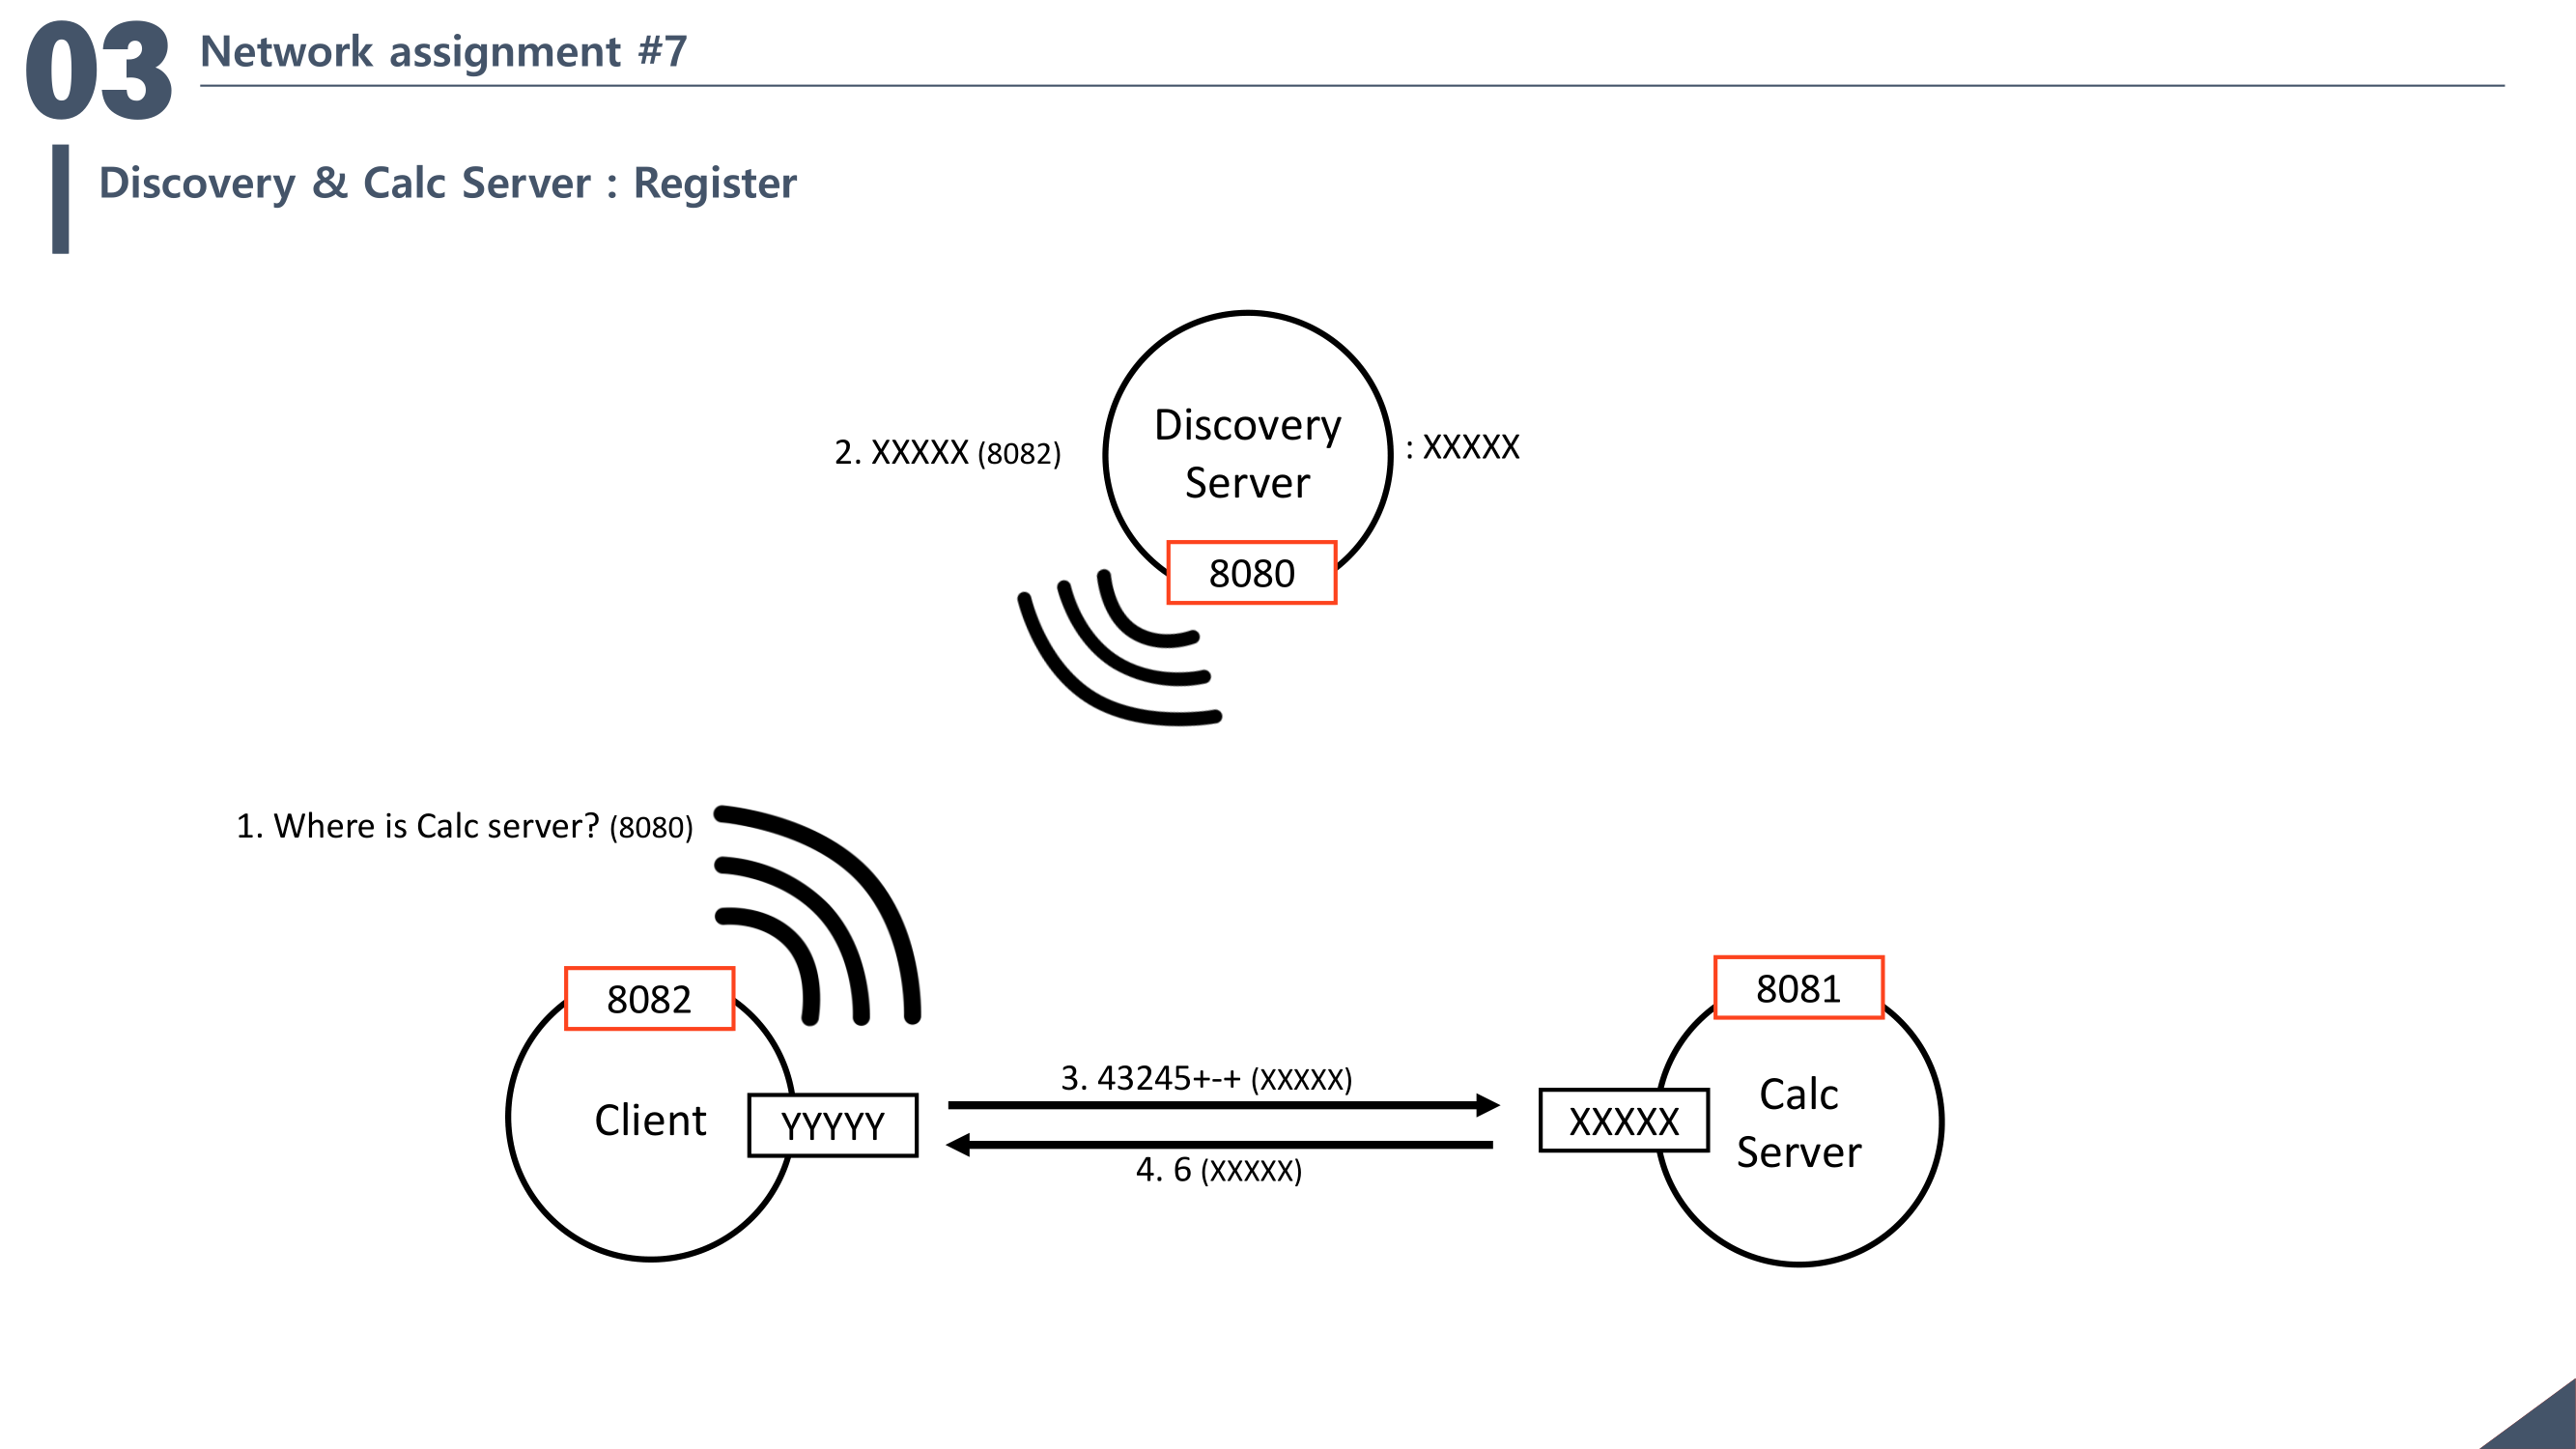 03
Network assignment #7
Discovery & Calc Server : Register
Discovery
Server
2. XXXXX (8082)
: XXXXX
8080
1. Where is Calc server? (8080)
8082
8081
Client
YYYYY
3. 43245+-+ (XXXXX)
4. 6 (XXXXX)
XXXXX
Calc
Server